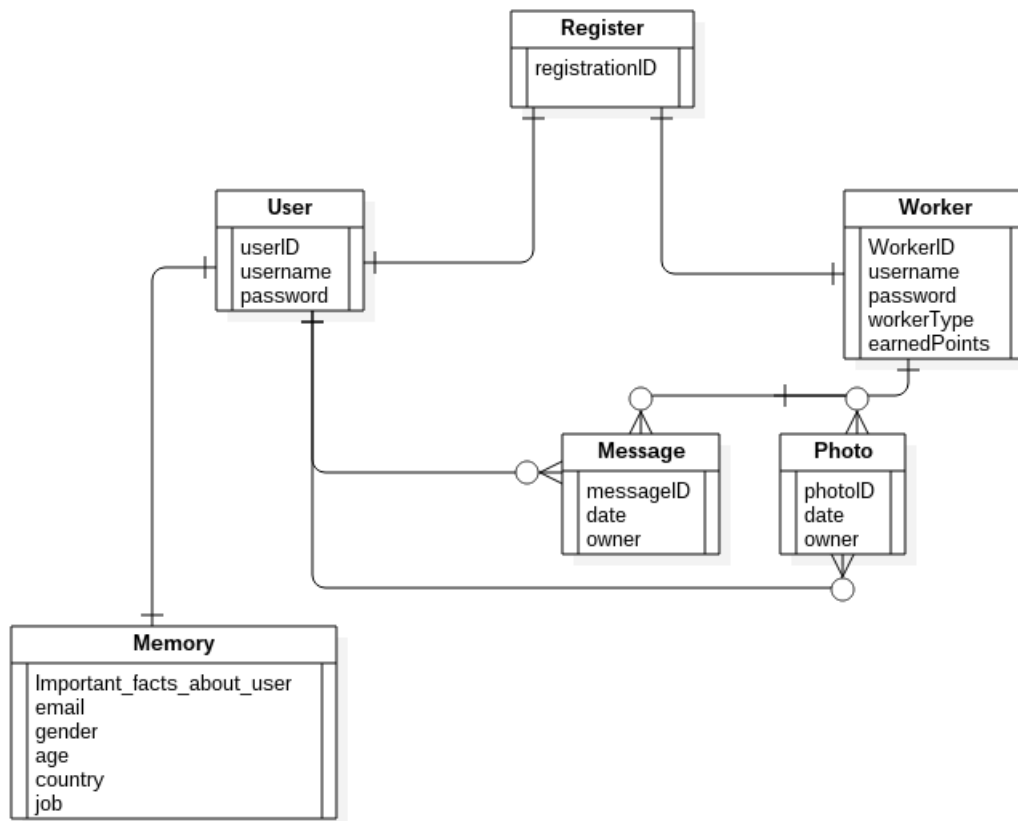 Register
registrationID
User
userID
username
password
Worker
WorkerID
username
password
workerType
earnedPoints
Message
messageID
date
owner
Photo
photoID
date
owner
Memory
Important_facts_about_user
email
gender
age
country
job